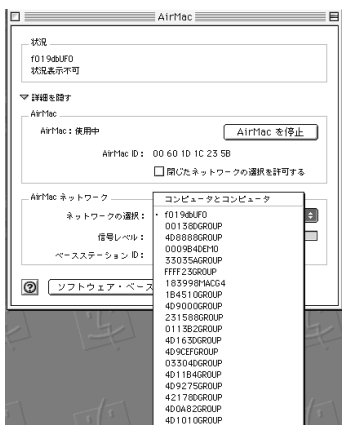 AirMac
状況
f019dbUF0
状況表示不可
詳細を隠す
AirMac
AirMac：使用中
AirMac を停止
AirMac ID： 00 60 1D 1C 23 5B
閉じたネットワークの選択を許可する
AirMac ネットワーク
コンピュータとコンピュータ
ネットワークの選択：
・ f019dbUF0
00138DGROUP
信号レベル：
4D8888GROUP
0009B4DEMO
ベースステーション ID：
33035AGROUP
FFFF23GROUP
?
ソフトウェア・ベース
183998MACG4
1B4510GROUP
4D9000GROUP
231588GROUP
0113B2GROUP
4D163DGROUP
4D9CEFGROUP
03304DGROUP
4D11B4GROUP
4D9275GROUP
42178DGROUP
4D0A82GROUP
4D1010GROUP